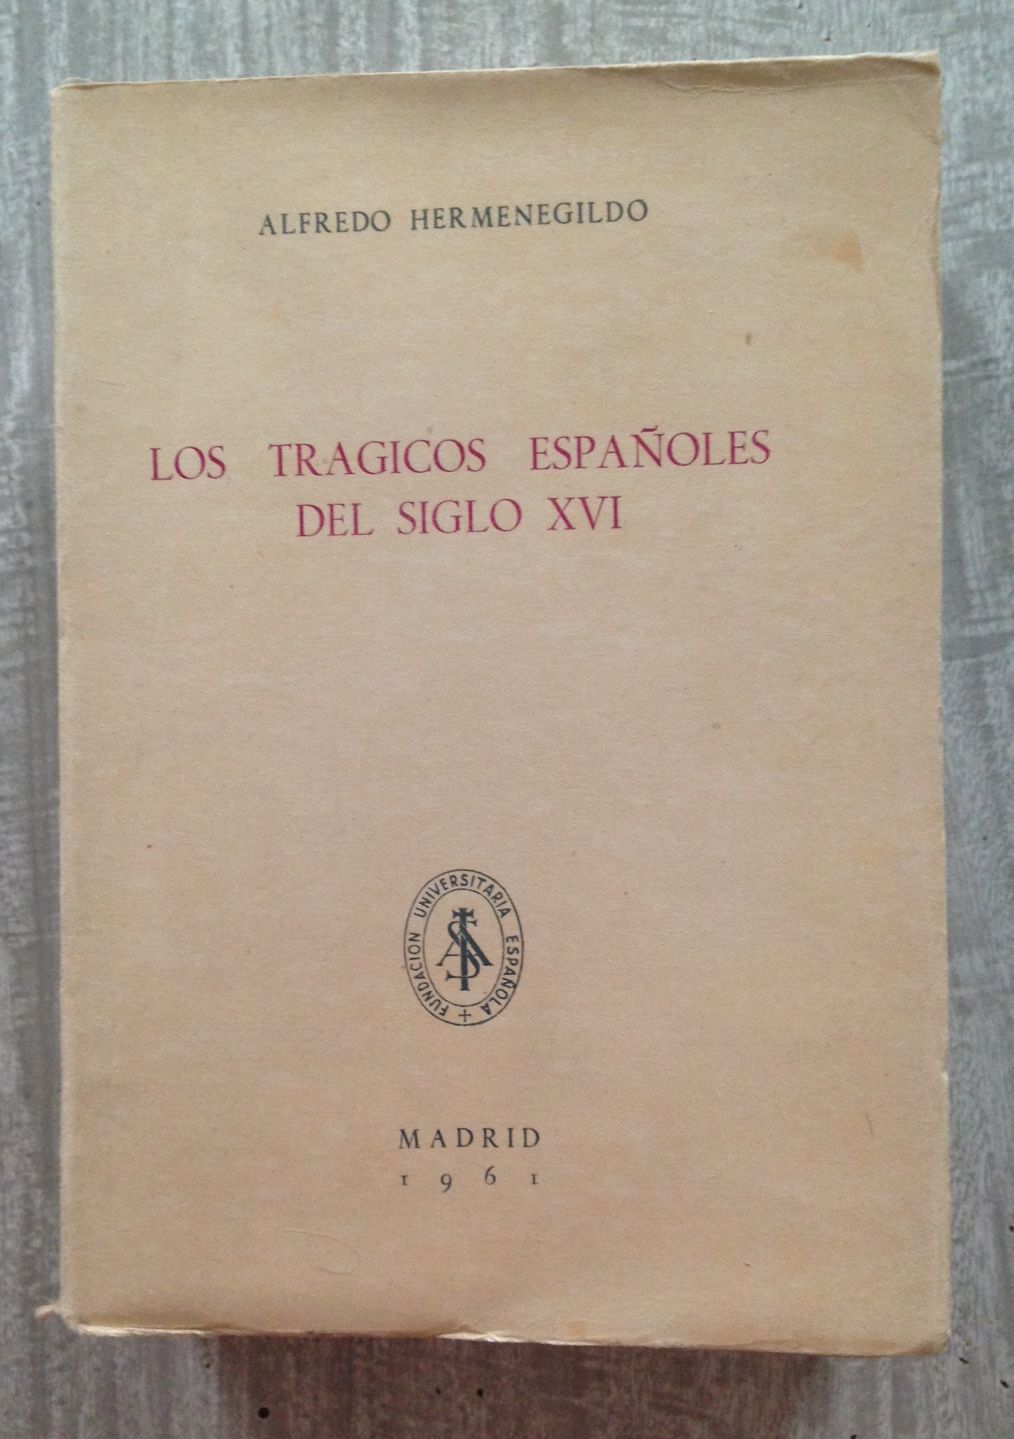 ALFREDO HERMENEGILDO
LOS TRAGICOS ESPAÑOLES
DEL SIGLO XVI
FUNDACION UNIVERSITARIA ESPAÑOLA
MADRID
1961